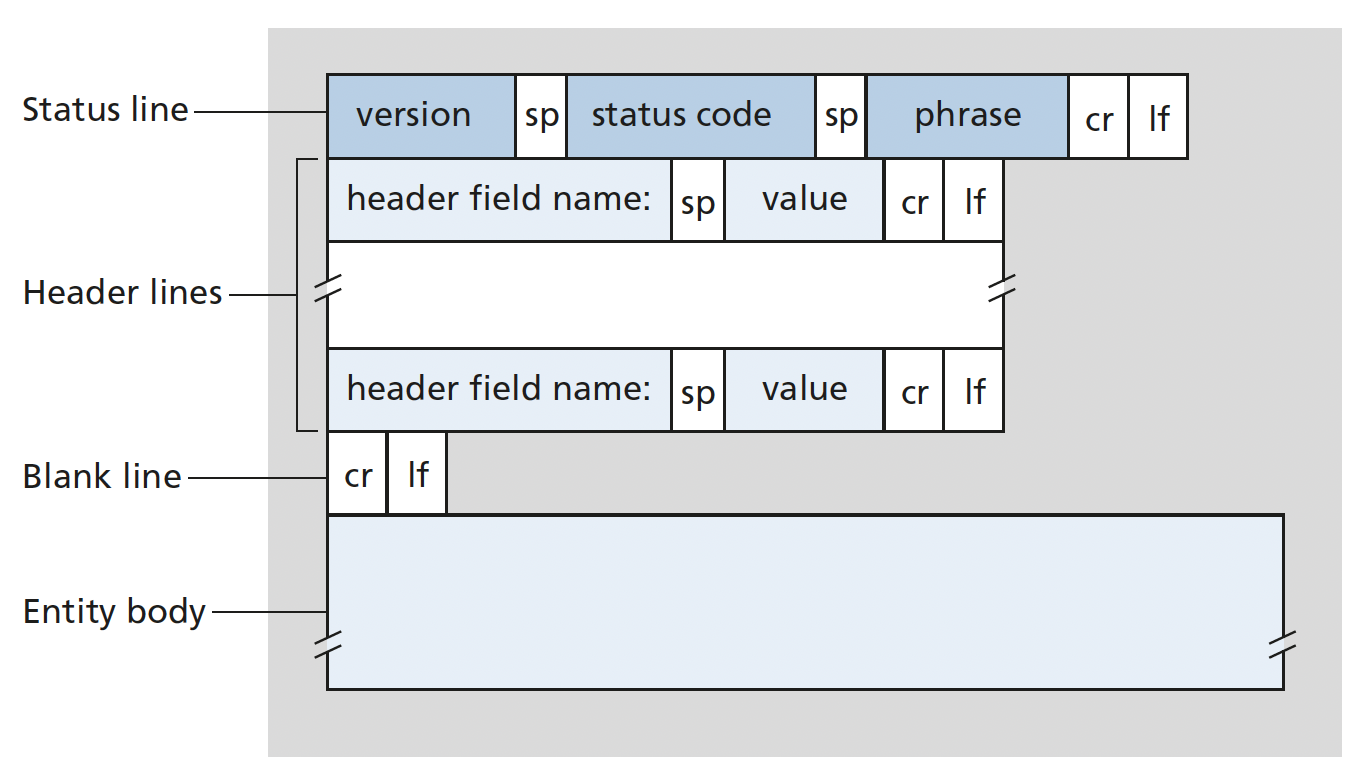 Status line version sp status code sp phrase cr lf
header field name: sp value cr lf
Header lines
header field name: sp value cr lf
Blank line cr lf
Entity body